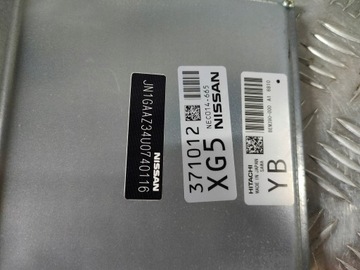 NISSAN
JN1GAAZ34U0740116
371012 NEC014-665
XG5 NISSAN
HITACHI
MADE IN JAPAN
YB